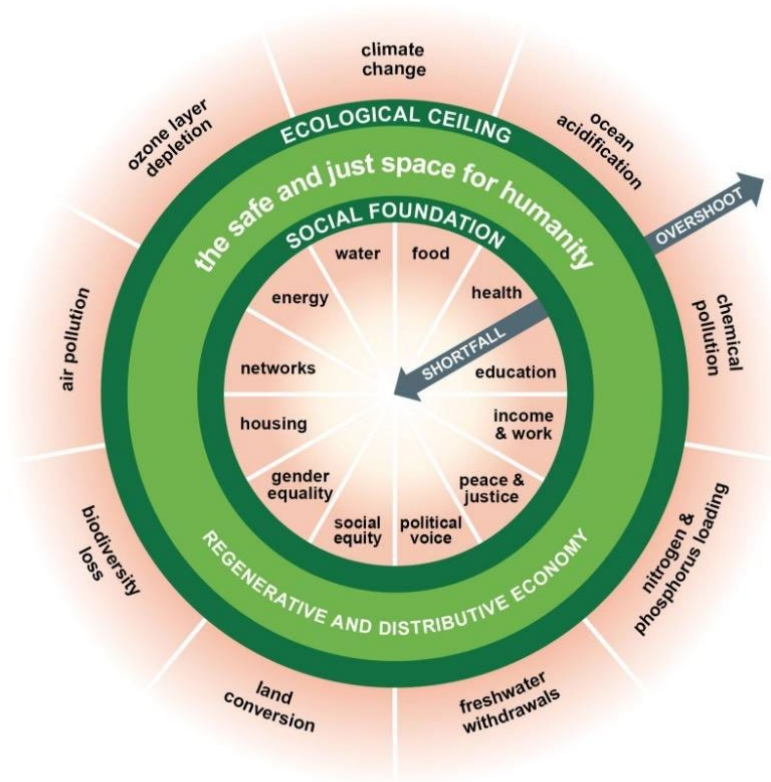 climate
change
ocean
acidification
chemical
pollution
nitrogen &
phosphorus loading
freshwater
withdrawals
land
conversion
biodiversity
loss
air pollution
ozone layer
depletion
OVERSHOOT
ECOLOGICAL CEILING
the safe and just space for humanity
SOCIAL FOUNDATION
water
food
health
SHORTFALL
education
income
& work
peace &
justice
political
voice
social
equity
gender
equality
housing
networks
energy
REGENERATIVE AND DISTRIBUTIVE ECONOMY